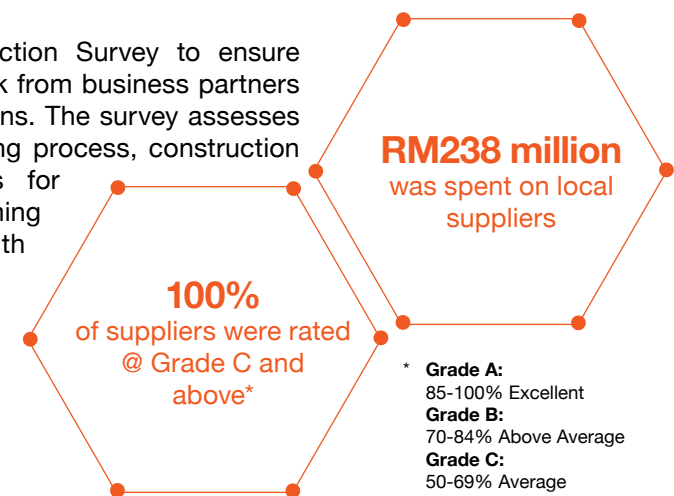 ction Survey to ensure
k from business partners
ns. The survey assesses
ng process, construction
s for
ning
th
RM238 million
was spent on local
suppliers
100%
of suppliers were rated
@ Grade C and
above*
* Grade A:
85-100% Excellent
Grade B:
70-84% Above Average
Grade C:
50-69% Average